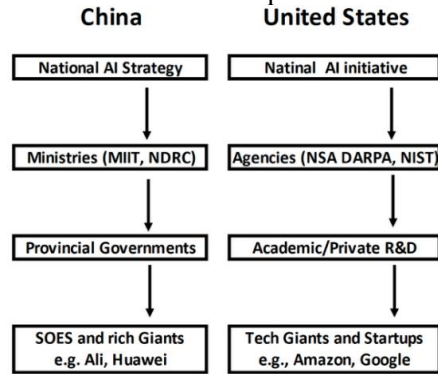 China
United States
National AI Strategy
Natinal AI initiative
Ministries (MIIT, NDRC)
Agencies (NSA DARPA, NIST)
Provincial Governments
Academic/Private R&D
SOES and rich Giants
e.g. Ali, Huawei
Tech Giants and Startups
e.g., Amazon, Google